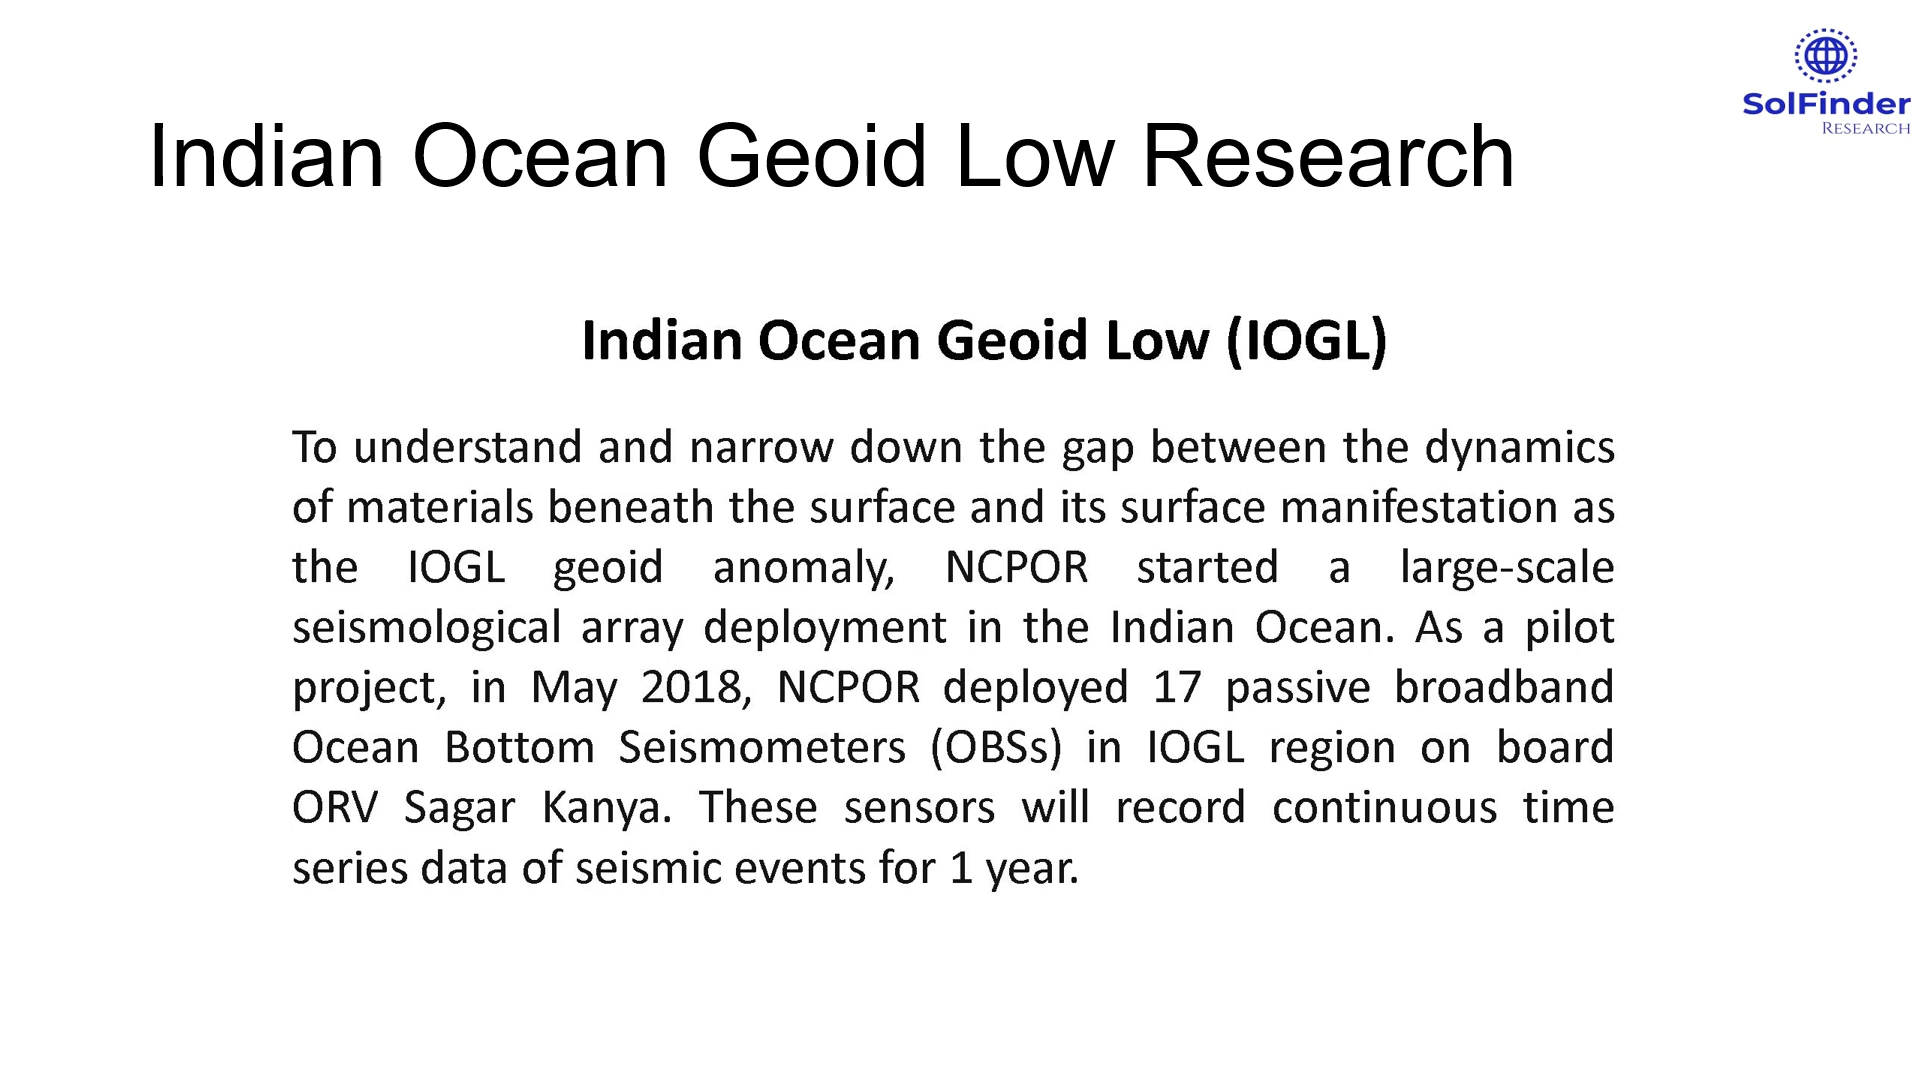 SolFinder
RESEARCH
Indian Ocean Geoid Low Research
Indian Ocean Geoid Low (IOGL)
To understand and narrow down the gap between the dynamics
of materials beneath the surface and its surface manifestation as
the IOGL geoid anomaly, NCPOR started a large-scale
seismological array deployment in the Indian Ocean. As a pilot
project, in May 2018, NCPOR deployed 17 passive broadband
Ocean Bottom Seismometers (OBSs) in IOGL region on board
ORV Sagar Kanya. These sensors will record continuous time
series data of seismic events for 1 year.